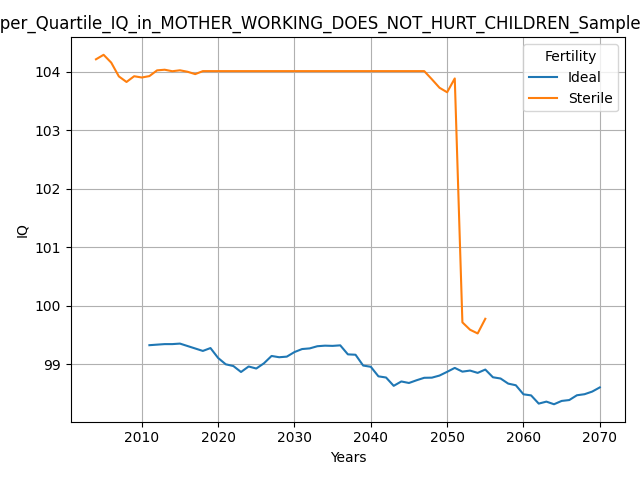 per_Quartile_IQ_in_MOTHER_WORKING_DOES_NOT_HURT_CHILDREN_Sample
Fertility
Ideal
Sterile
104
103
102
101
100
99
IQ
2010 2020 2030 2040 2050 2060 2070
Years